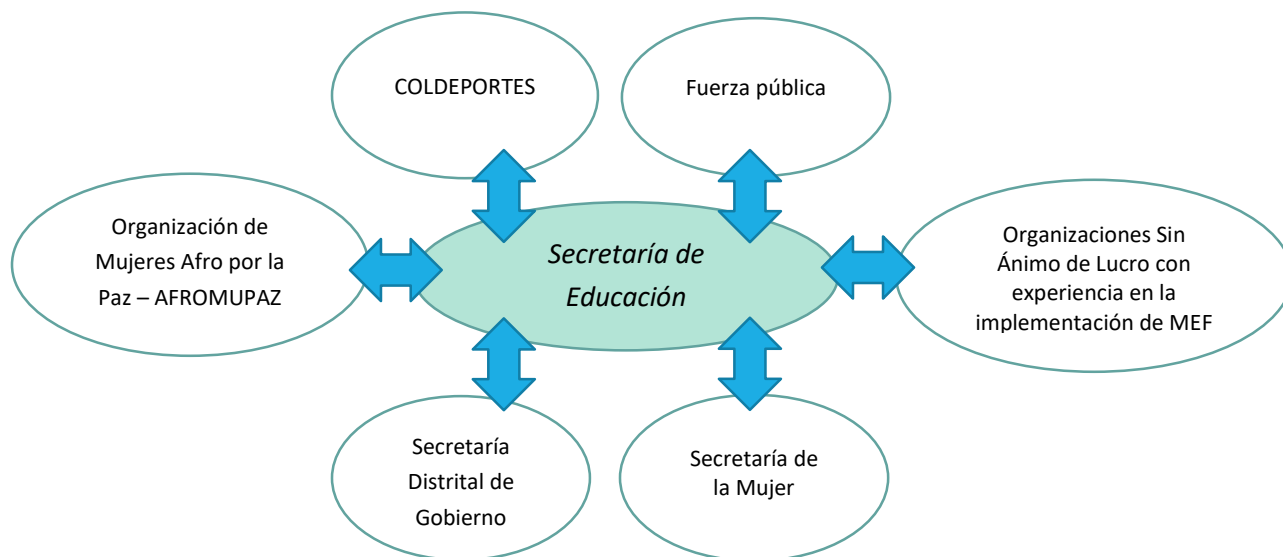 COLDEPORTES
Fuerza pública
Organización de
Mujeres Afro por la
Paz – AFROMUPAZ
Secretaría de
Educación
Organizaciones Sin
Ánimo de Lucro con
experiencia en la
implementación de MEF
Secretaría
Distrital de
Gobierno
Secretaría de
la Mujer